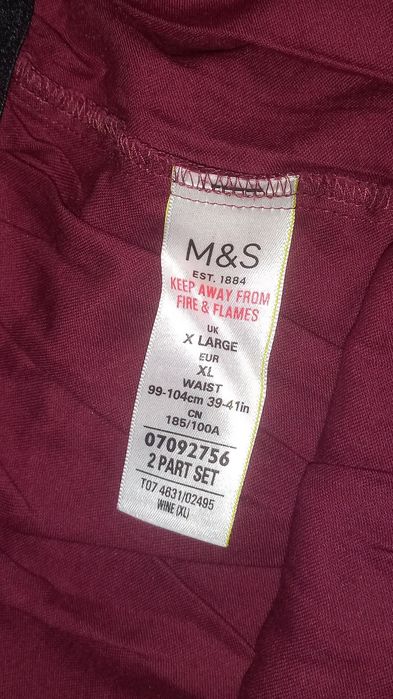 M&S
EST. 1884
KEEP AWAY FROM
FIRE & FLAMES
UK
X LARGE
EUR
XL
WAIST
99-104cm 39-41in
CN
185/100A
07092756
2 PART SET
T07 4831/02495
WINE (XL)